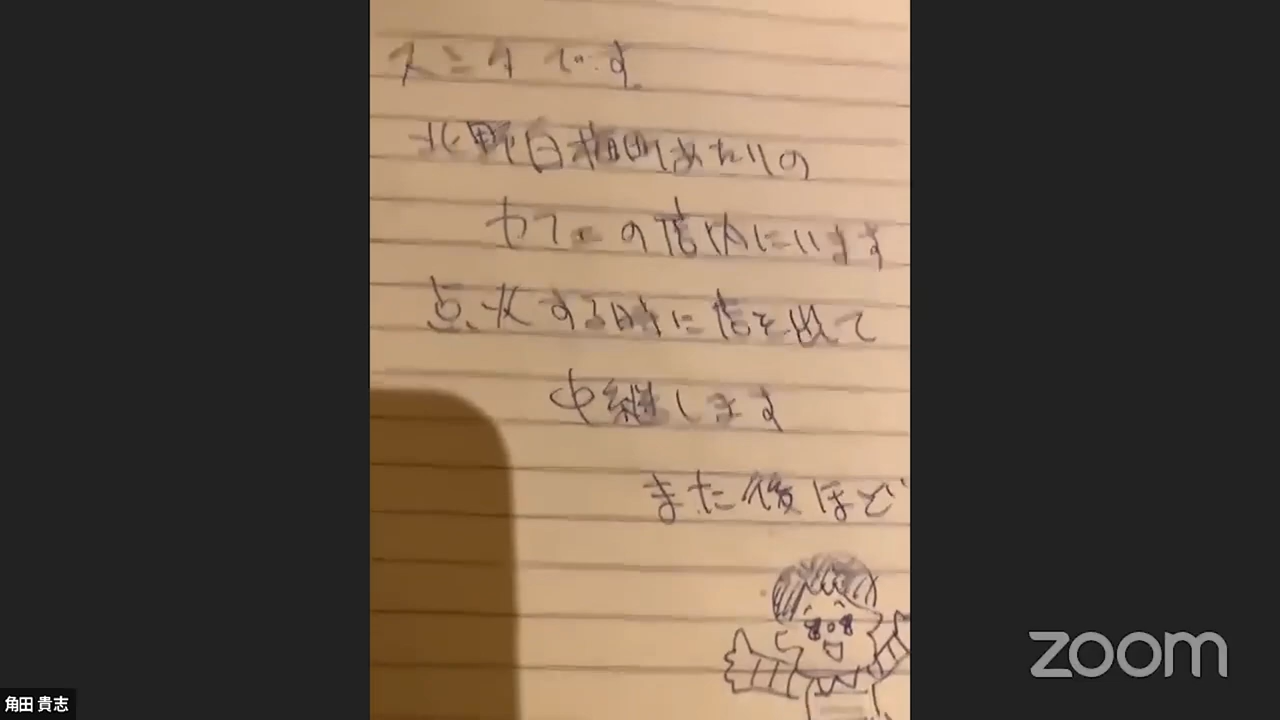 スミタです。
北野白梅町あたりの
カフェの店内にいます
点火する時に店を出て
中継します
また後ほど
zoom
角田 貴志